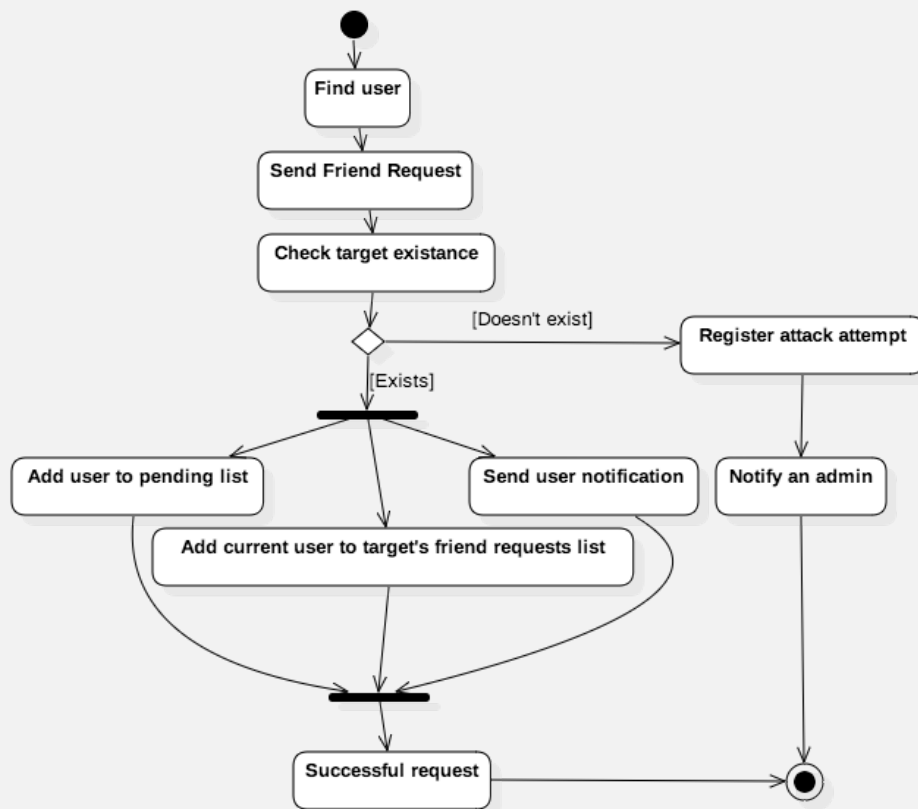 Find user
Send Friend Request
Check target existance
[Doesn't exist]
Register attack attempt
[Exists]
Add user to pending list
Send user notification
Notify an admin
Add current user to target's friend requests list
Successful request